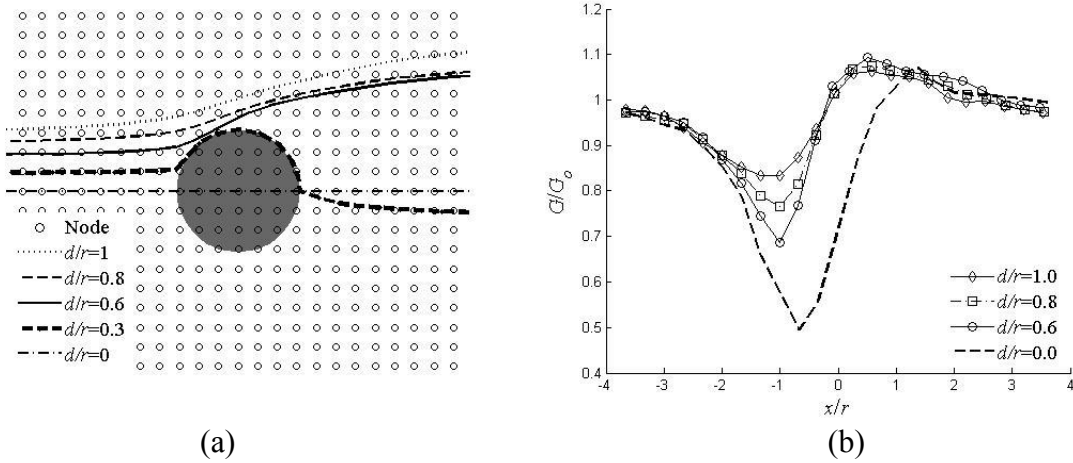 Node
d/r=1
d/r=0.8
d/r=0.6
d/r=0.3
d/r=0
(a)
1.2
1.1
1
0.9
0.8
0.7
0.6
0.5
0.4
G/Go
-4 -3 -2 -1 0 1 2 3 4
x/r
d/r=1.0
d/r=0.8
d/r=0.6
d/r=0.0
(b)